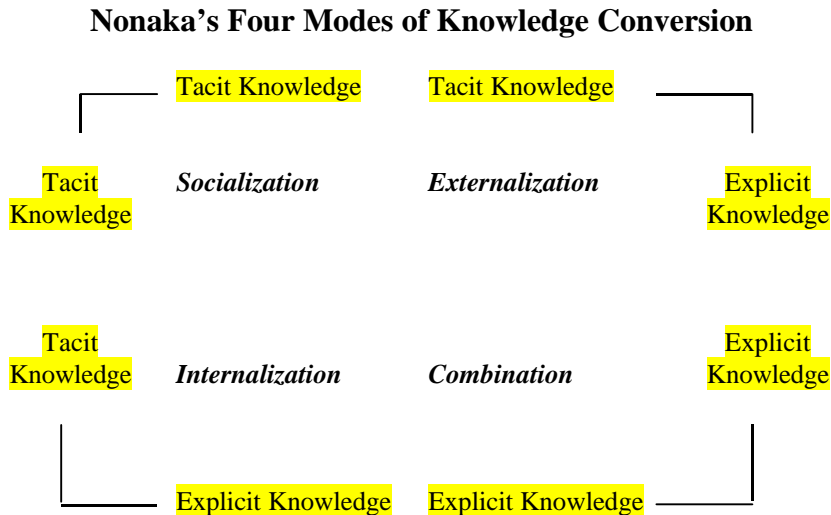 Nonaka’s Four Modes of Knowledge Conversion
Tacit Knowledge Tacit Knowledge
Tacit Socialization Externalization Explicit
Knowledge Knowledge
Tacit Explicit
Knowledge Internalization Combination Knowledge
Explicit Knowledge Explicit Knowledge